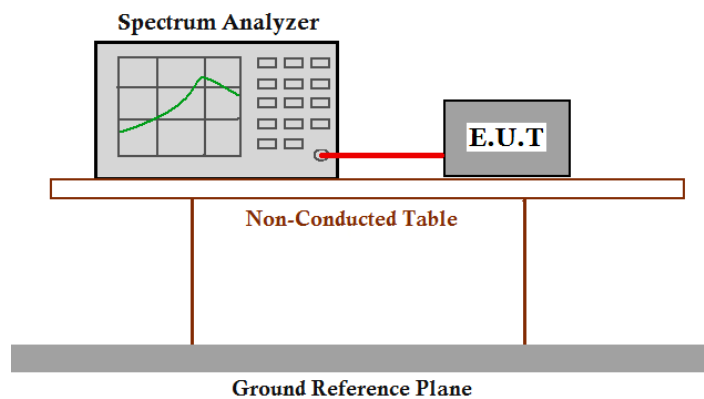 Spectrum Analyzer
E.U.T
Non-Conducted Table
Ground Reference Plane